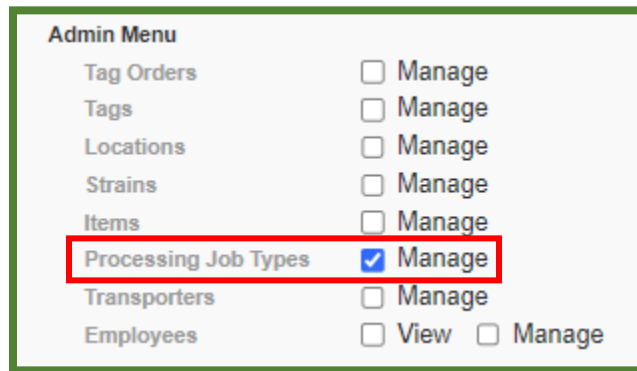 Admin Menu
Tag Orders Manage
Tags Manage
Locations Manage
Strains Manage
Items Manage
Processing Job Types Manage
Transporters Manage
Employees View Manage